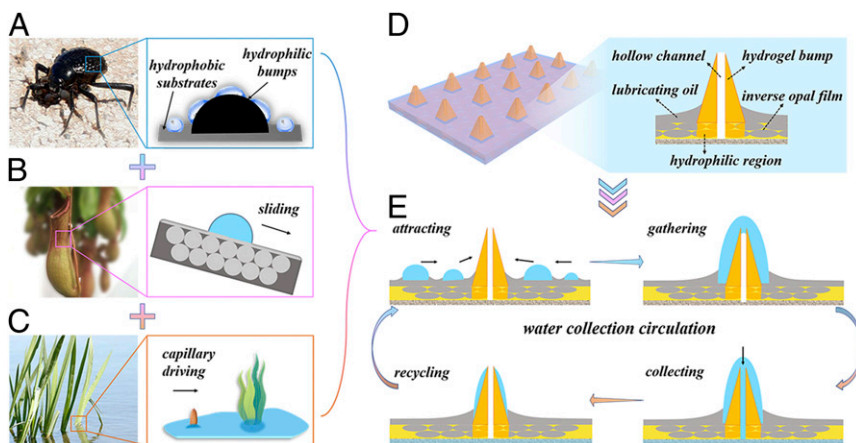 A
hydrophobic
substrates
hydrophilic
bumps
B
sliding
C
capillary
driving
D
hollow channel
hydrogel bump
lubricating oil
inverse opal film
hydrophilic region
E
attracting
gathering
water collection circulation
recycling
collecting